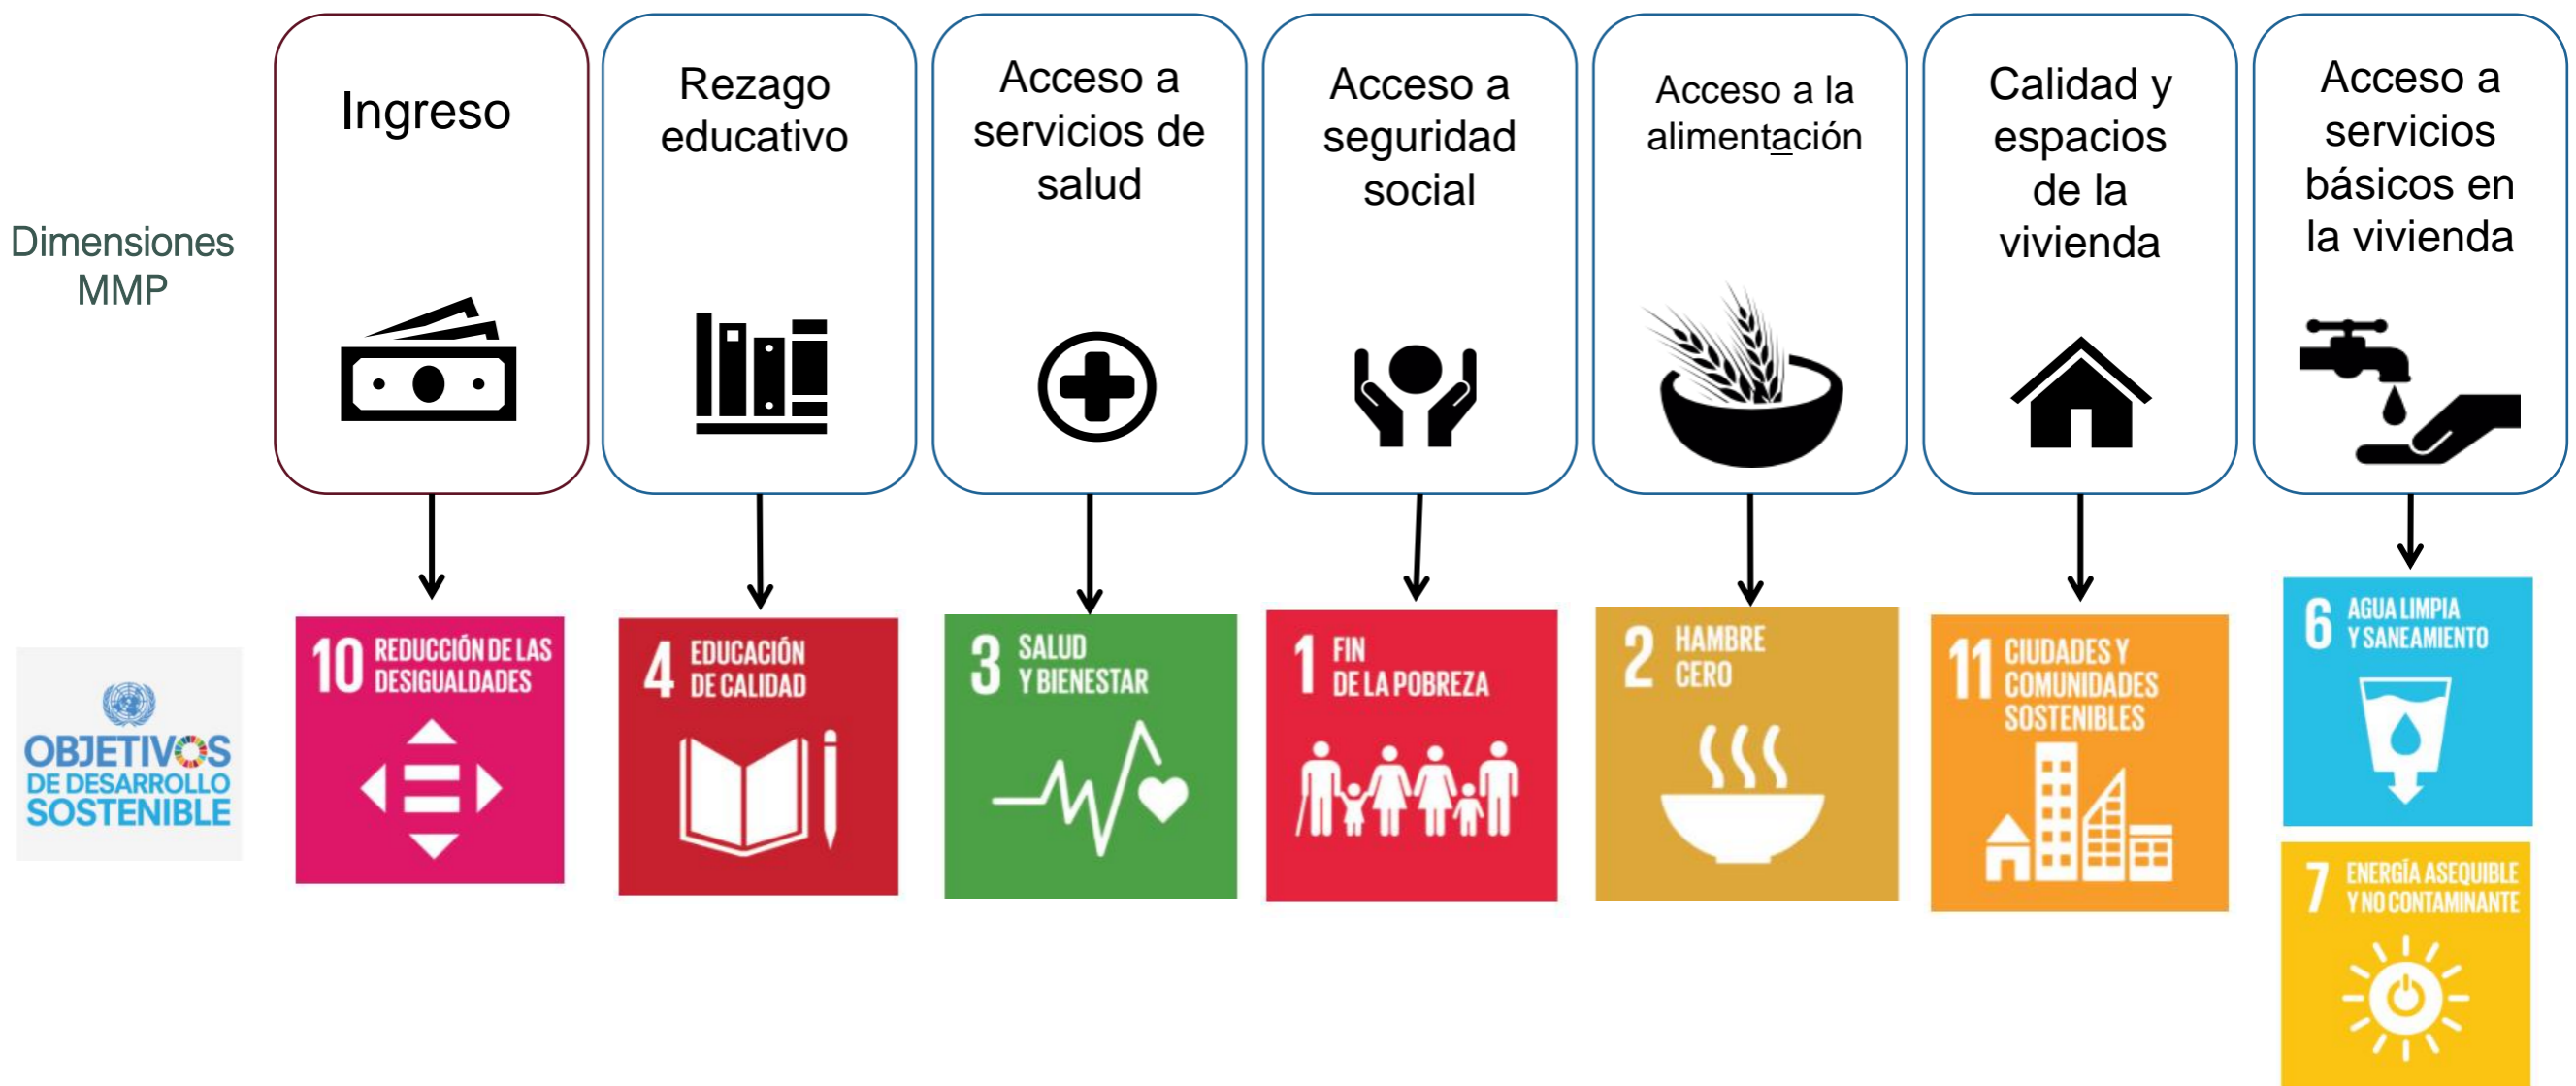 Dimensiones
MMP
Ingreso
Rezago
educativo
Acceso a
servicios de
salud
Acceso a
seguridad
social
Acceso a la
alimentación
Calidad y
espacios
de la
vivienda
Acceso a
servicios
básicos en
la vivienda
OBJETIVOS
DE DESARROLLO
SOSTENIBLE
10 REDUCCIÓN DE LAS
DESIGUALDADES
4 EDUCACIÓN
DE CALIDAD
3 SALUD
Y BIENESTAR
1 FIN
DE LA POBREZA
2 HAMBRE
CERO
11 CIUDADES Y
COMUNIDADES
SOSTENIBLES
6 AGUA LIMPIA
Y SANEAMIENTO
7 ENERGÍA ASEQUIBLE
Y NO CONTAMINANTE